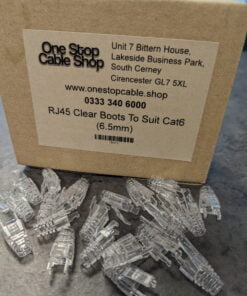 One Stop
Cable Shop
Unit 7 Bittern House,
Lakeside Business Park,
South Cerney
Cirencester GL7 5XL
www.onestopcable.shop
0333 340 6000
RJ45 Clear Boots To Suit Cat6
(6.5mm)